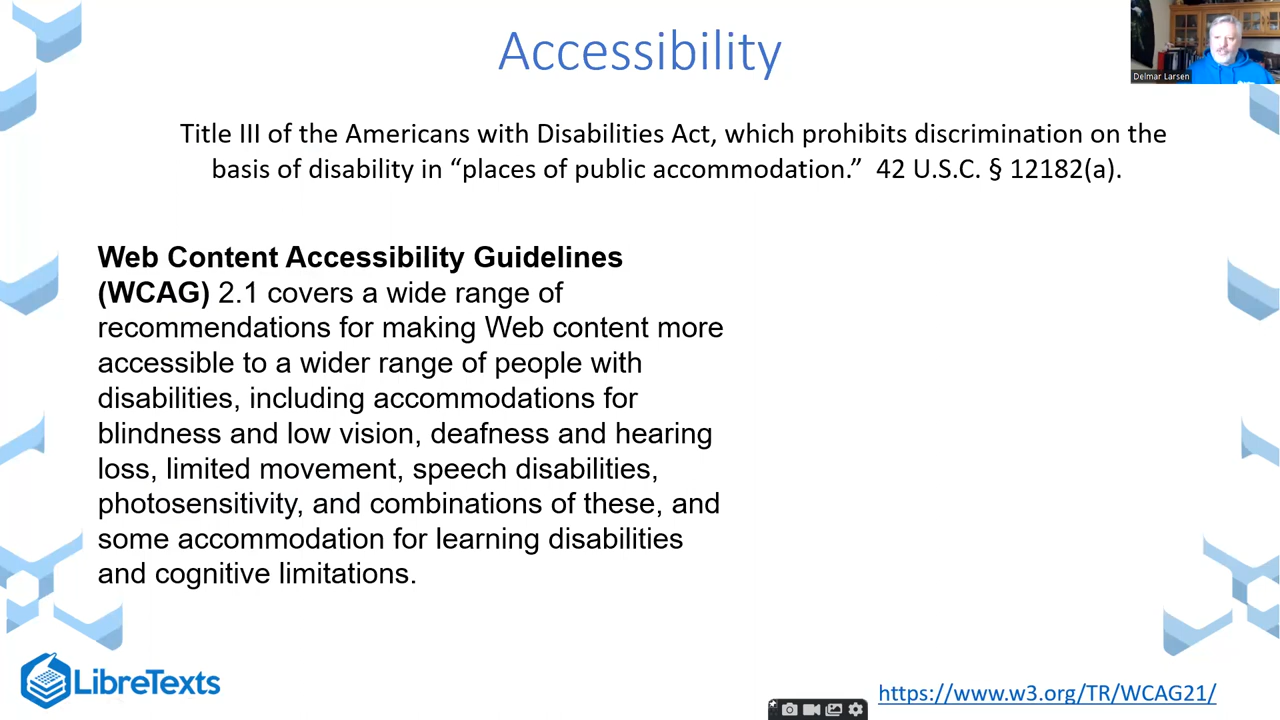 Accessibility
Delmar Larsen
Title III of the Americans with Disabilities Act, which prohibits discrimination on the
basis of disability in “places of public accommodation.”  42 U.S.C. § 12182(a).
Web Content Accessibility Guidelines
(WCAG) 2.1 covers a wide range of
recommendations for making Web content more
accessible to a wider range of people with
disabilities, including accommodations for
blindness and low vision, deafness and hearing
loss, limited movement, speech disabilities,
photosensitivity, and combinations of these, and
some accommodation for learning disabilities
and cognitive limitations.
LibreTexts
https://www.w3.org/TR/WCAG21/